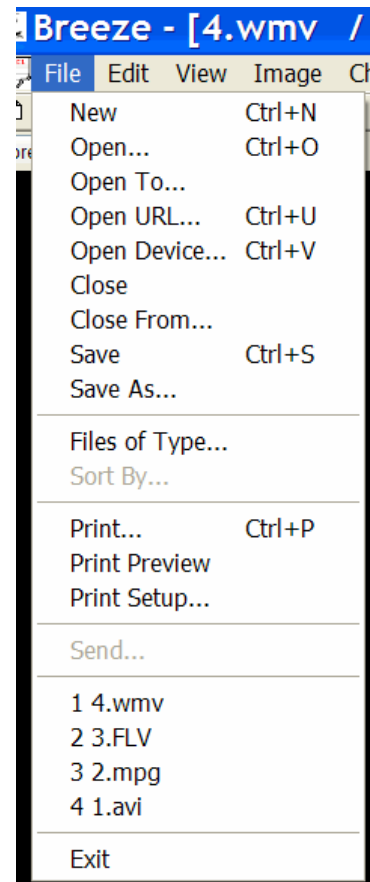 Breeze - [4.wmv /
File Edit View Image
New Ctrl+N
Open... Ctrl+O
Open To...
Open URL... Ctrl+U
Open Device... Ctrl+V
Close
Close From...
Save Ctrl+S
Save As...
Files of Type...
Sort By...
Print... Ctrl+P
Print Preview
Print Setup...
Send...
1 4.wmv
2 3.FLV
3 2.mpg
4 1.avi
Exit